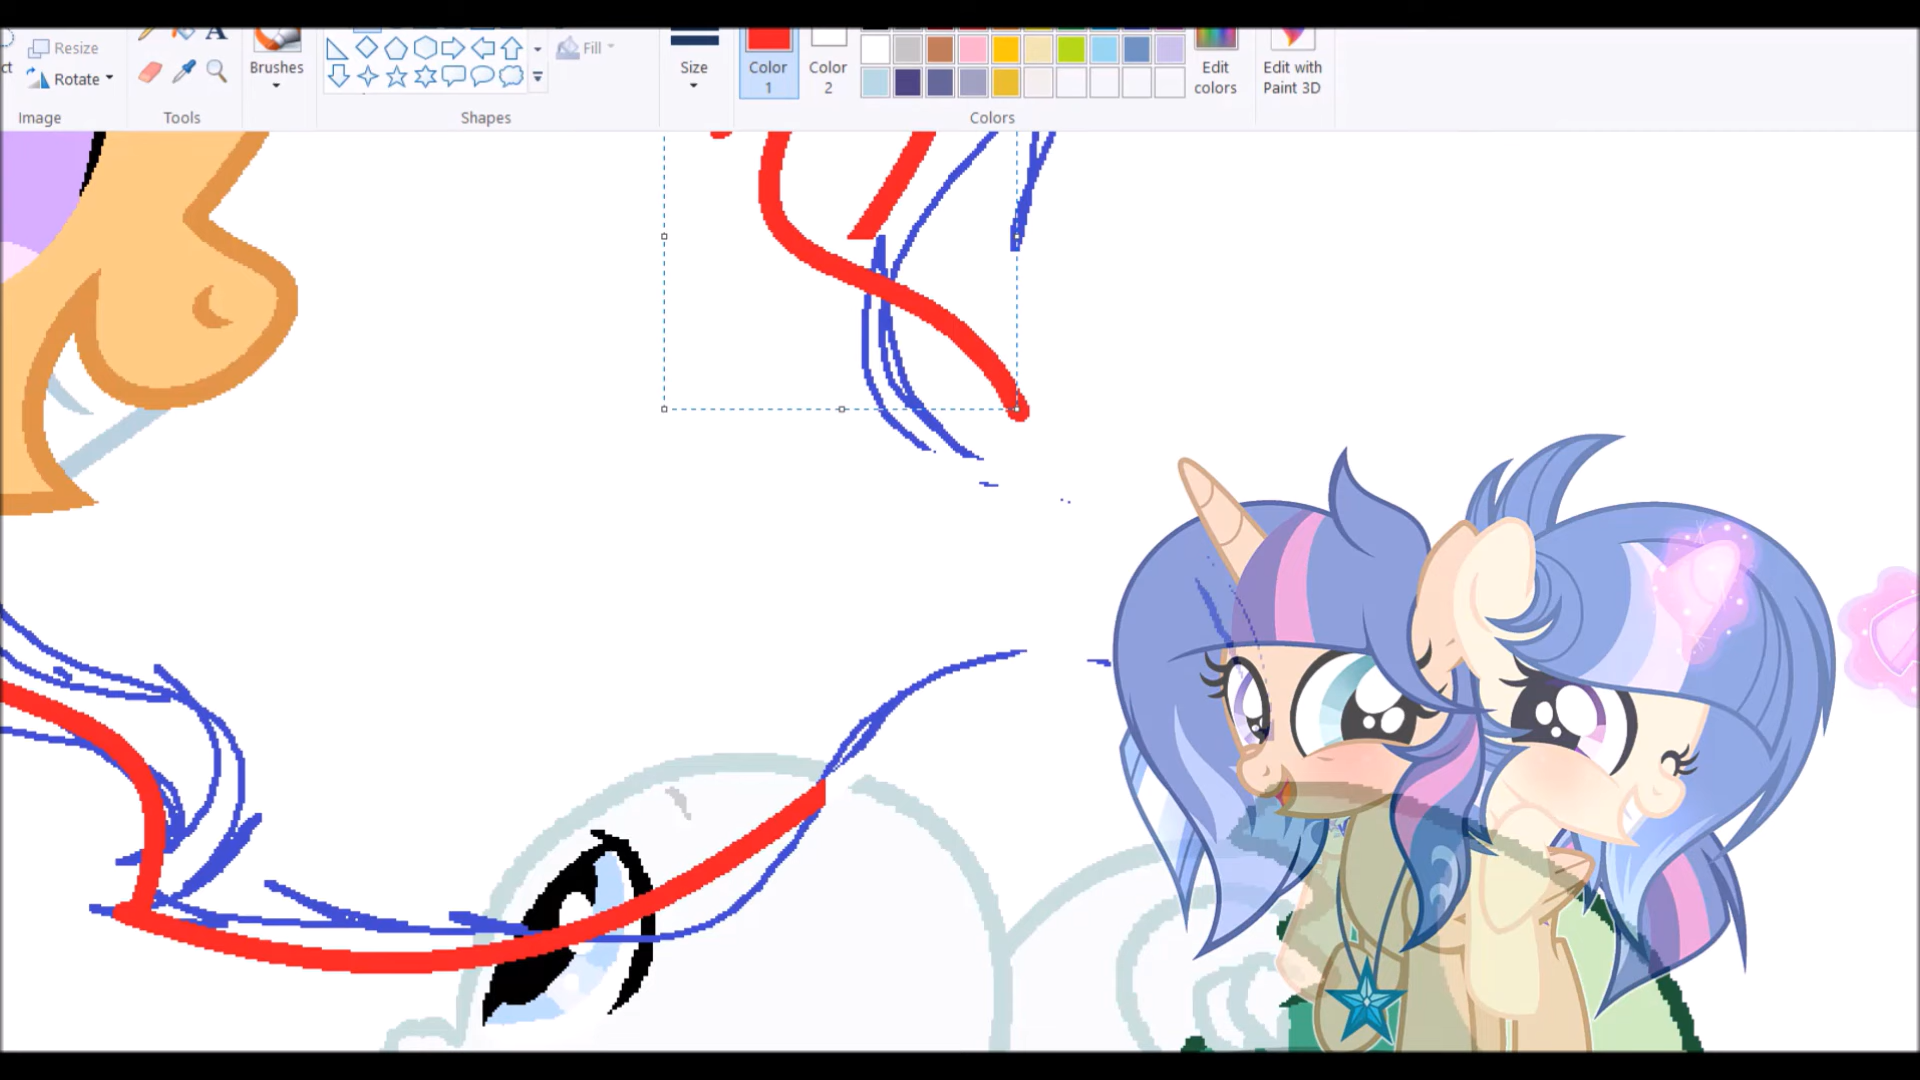 Resize
ct
Rotate
A
Brushes
Fill
Size
Color
1
Color
2
Edit
colors
Edit with
Paint 3D
Image
Tools
Shapes
Colors